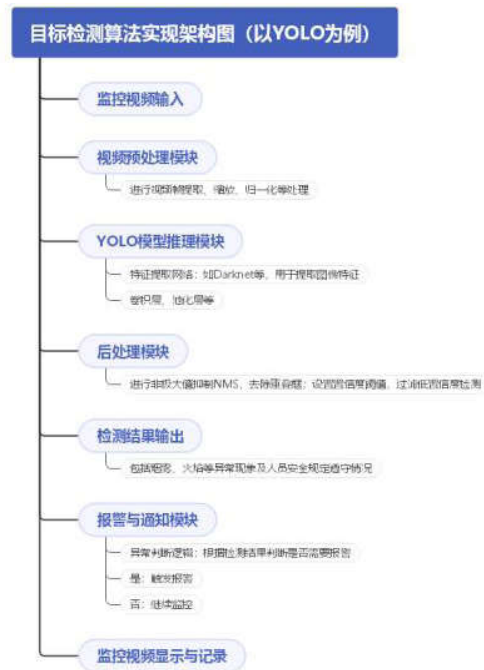 目标检测算法实现架构图（以YOLO为例）
监控视频输入
视频预处理模块
进行视频帧提取、缩放、归一化等处理
YOLO模型推理模块
特征提取网络：如Darknet等，用于提取图像特征
卷积层、池化层等
后处理模块
进行非极大值抑制NMS，去除重叠框；设置置信度阈值，过滤低置信度检测
检测结果输出
包括烟雾、火焰等异常现象及人员安全规定遵守情况
报警与通知模块
异常判断逻辑：根据检测结果判断是否需要报警
是：触发报警
否：继续监控
监控视频显示与记录